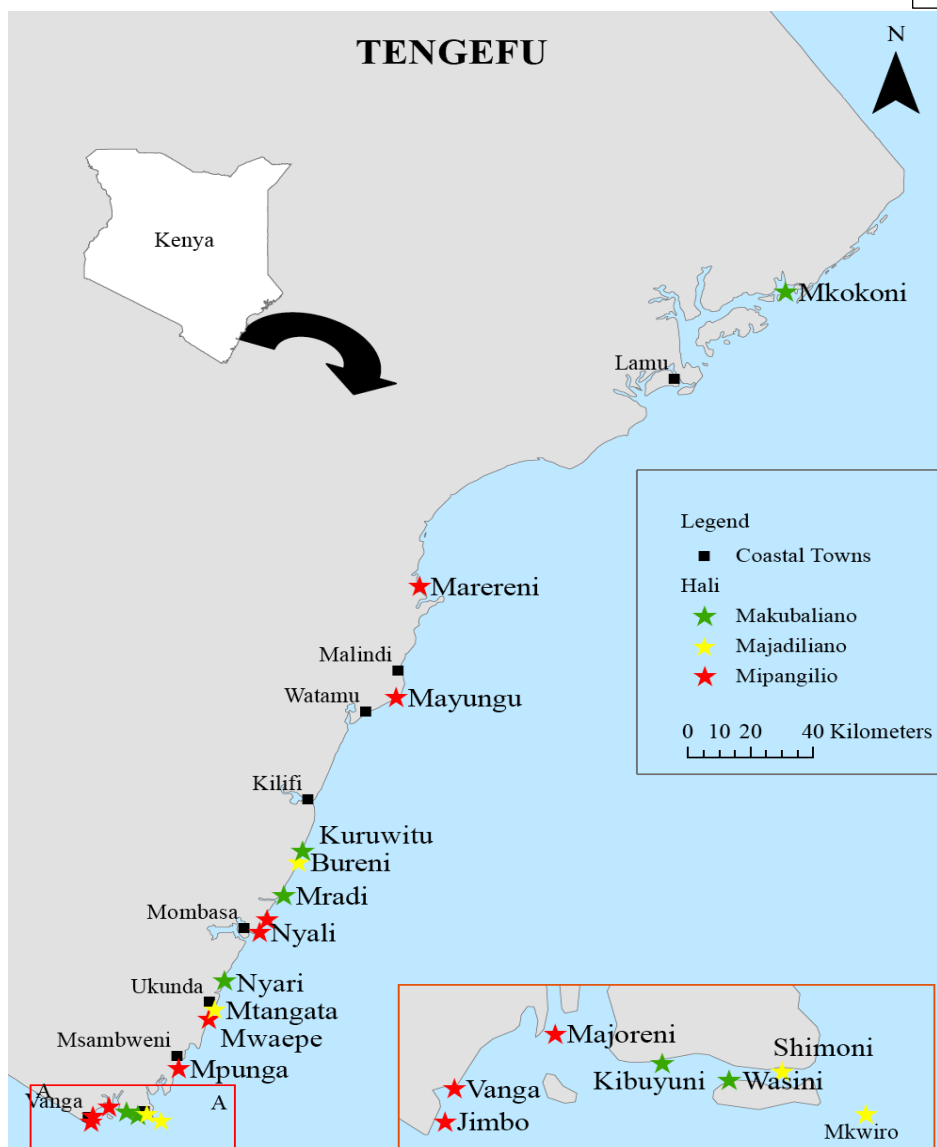 TENGEFU
N
Kenya
Mkokoni
Lamu
Legend
Coastal Towns
Hali
Makubaliano
Majadiliano
Mipangilio
0 10 20 40 Kilometers
Marereni
Malindi
Mayungu
Watamu
Kilifi
Kuruwitu
Bureni
Mradi
Mombasa
Nyali
Nyari
Ukunda
Mtangata
Mwaepe
Msambweni
Mpunga
A
Vanga
A
Majoreni
Shimoni
Kibuyuni
Wasini
Vanga
Jimbo
Mkwiro